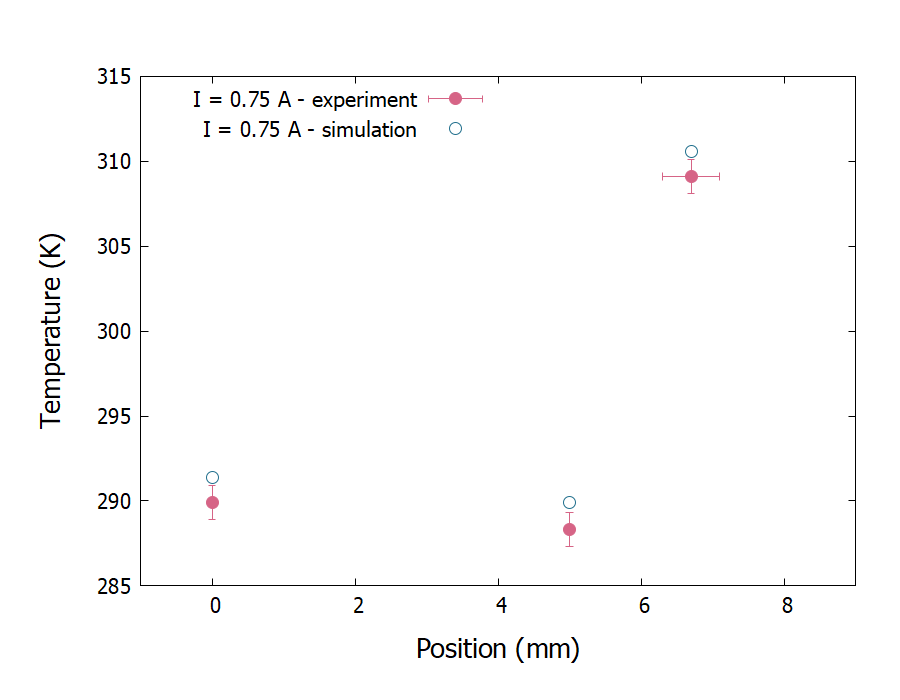 315
I = 0.75 A - experiment
I = 0.75 A - simulation
310
305
300
295
290
285
Temperature (K)
0 2 4 6 8
Position (mm)